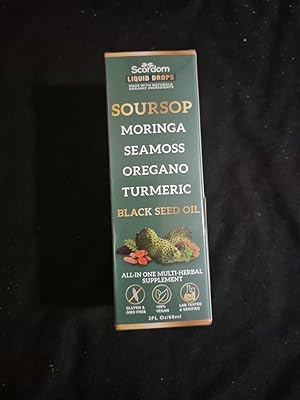 Scordom
LIQUID DROPS
MADE WITH NATURAL &
ORGANIC INGREDIENTS
SOURSOP
MORINGA
SEAMOSS
OREGANO
TURMERIC
BLACK SEED OIL
ALL-IN ONE MULTI-HERBAL
SUPPLEMENT
GLUTEN
& GMO FREE
100%
VEGAN
LAB TESTED
& VERIFIED
2FL Oz/60ml